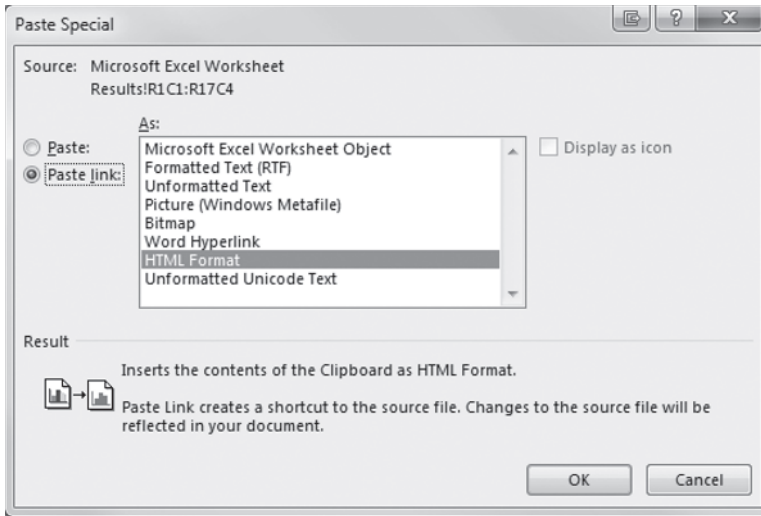 Paste Special
Source: Microsoft Excel Worksheet
Results!R1C1:R17C4
As:
Paste:
Paste link:
Microsoft Excel Worksheet Object
Formatted Text (RTF)
Unformatted Text
Picture (Windows Metafile)
Bitmap
Word Hyperlink
HTML Format
Unformatted Unicode Text
Display as icon
Result
Inserts the contents of the Clipboard as HTML Format.
Paste Link creates a shortcut to the source file. Changes to the source file will be
reflected in your document.
OK
Cancel